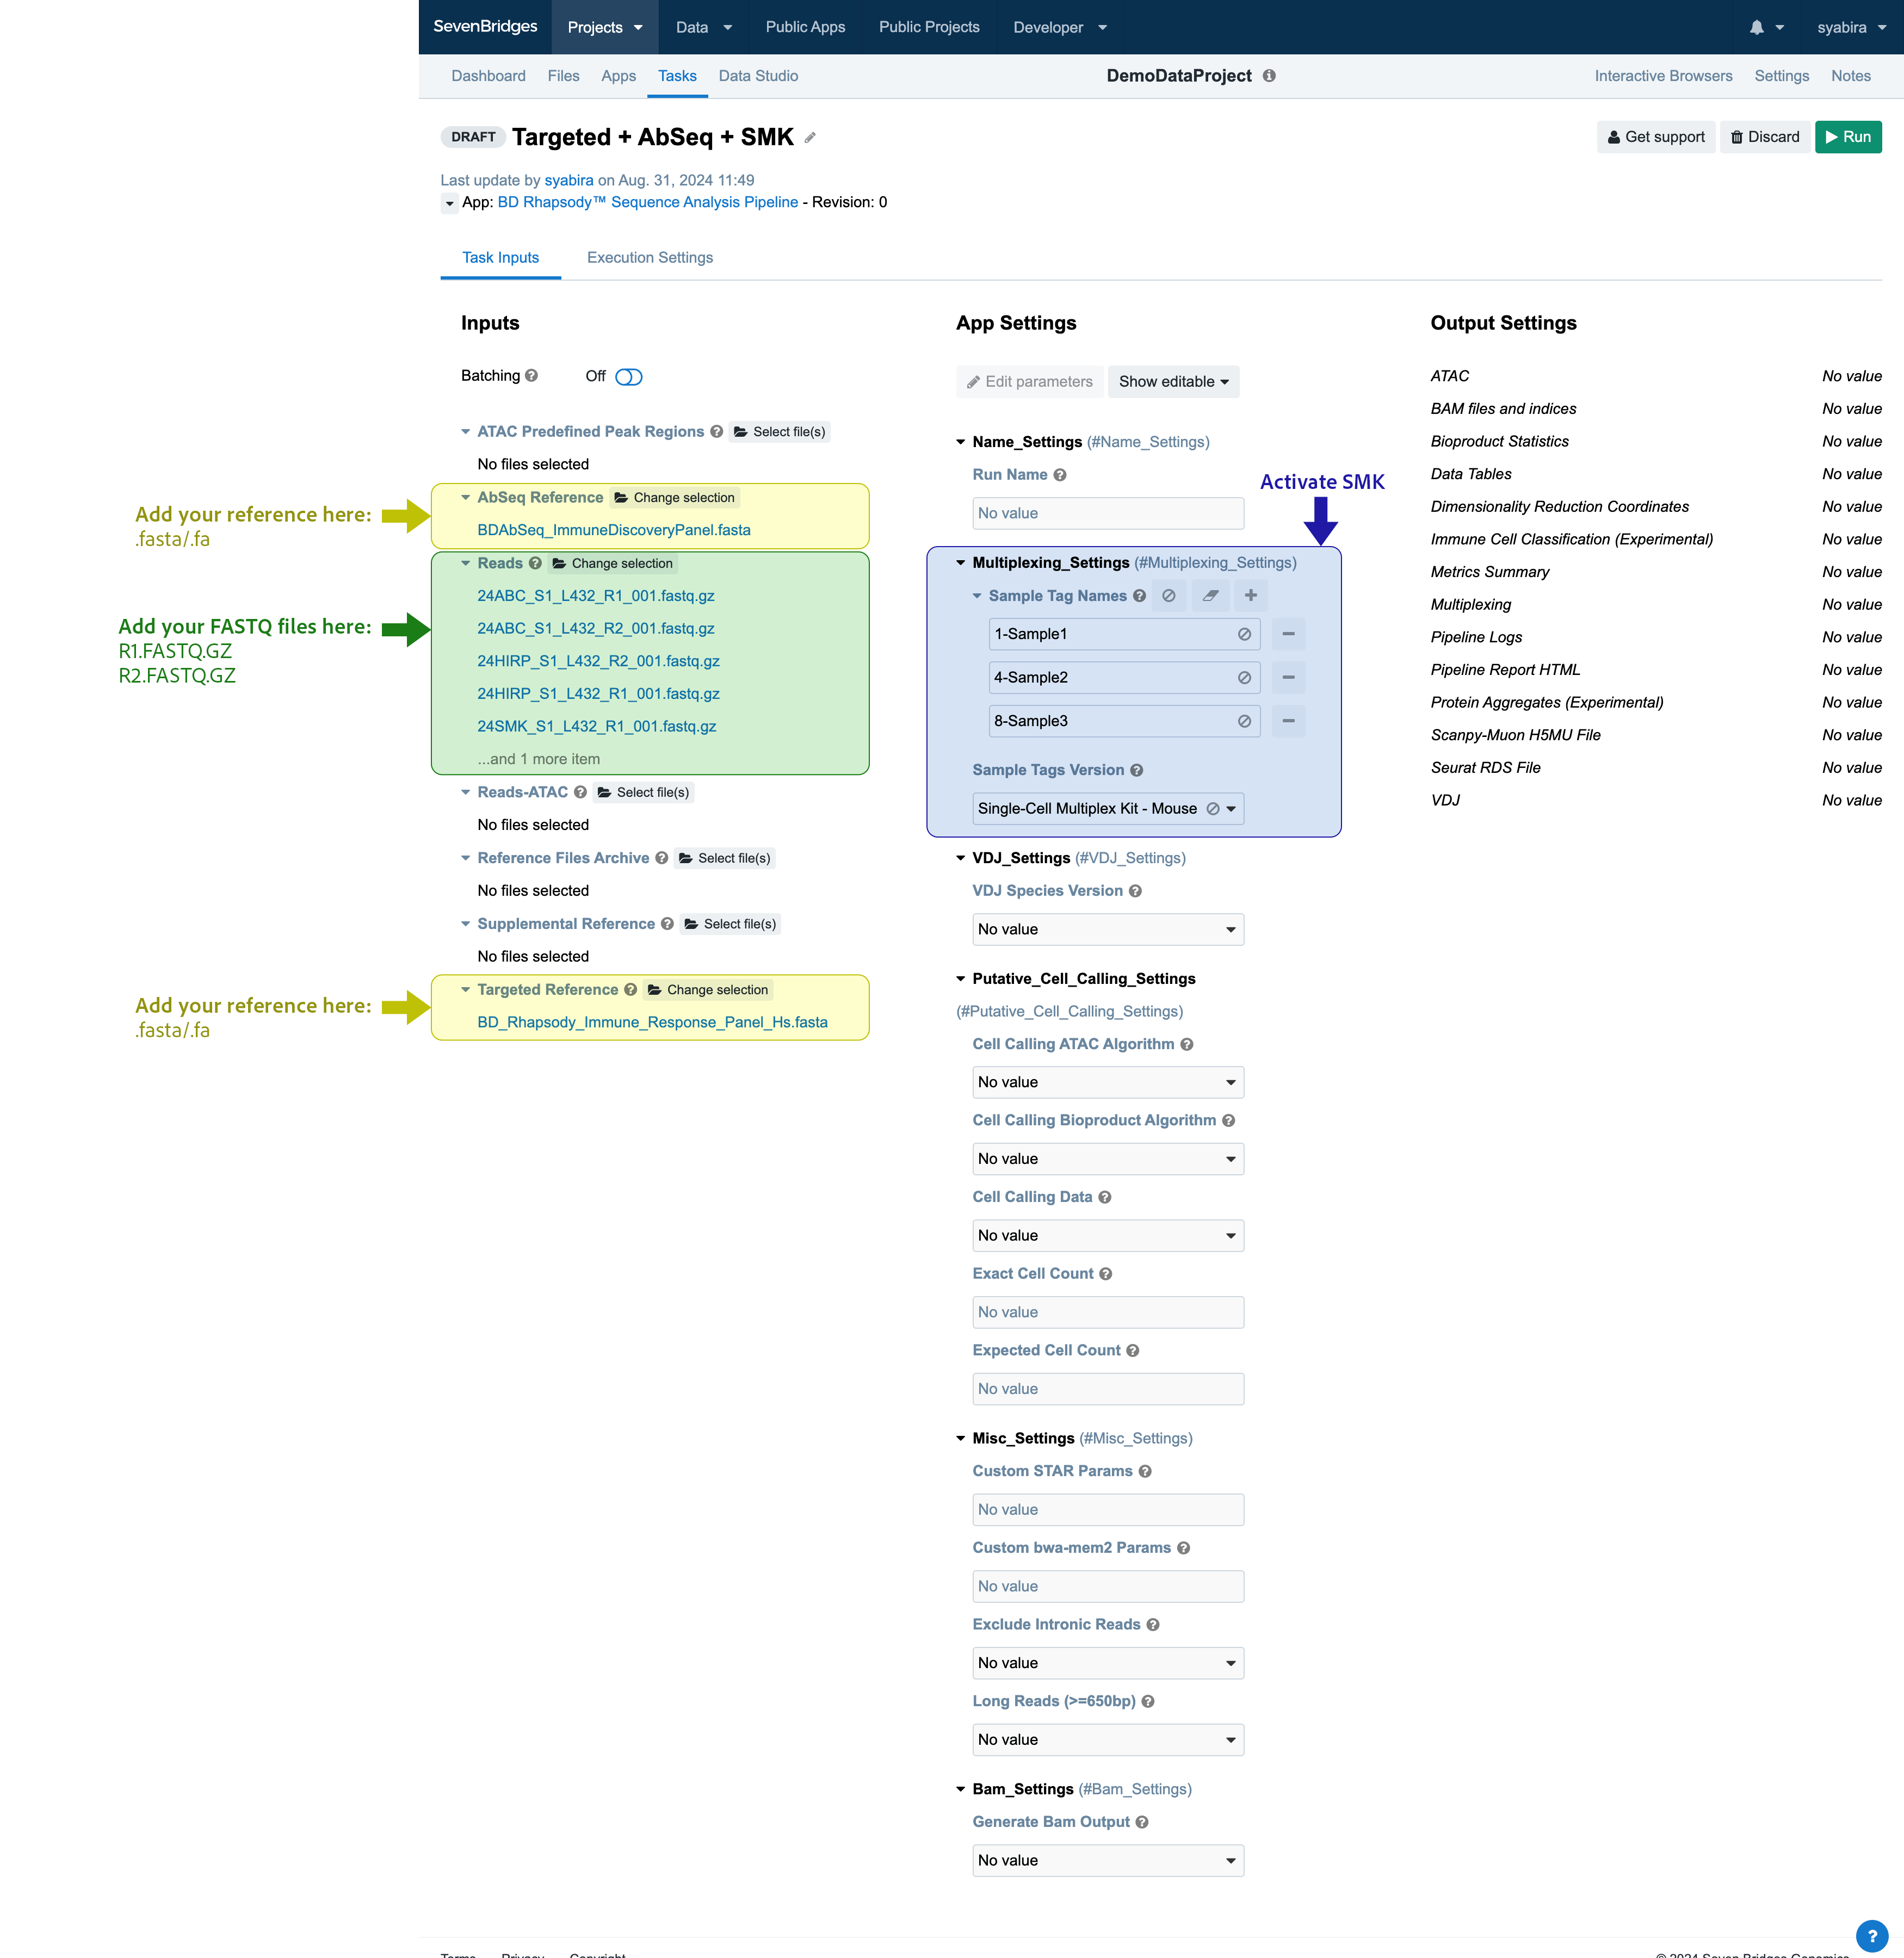 SevenBridges Projects Data Public Apps Public Projects Developer syabira
Dashboard Files Apps Tasks Data Studio DemoDataProject Interactive Browsers Settings Notes
DRAFT Targeted + AbSeq + SMK Get support Discard Run
Last update by syabira on Aug. 31, 2024 11:49
App: BD Rhapsody™ Sequence Analysis Pipeline - Revision: 0
Task Inputs Execution Settings
Inputs
Batching Off
ATAC Predefined Peak Regions Select file(s)
No files selected
AbSeq Reference Change selection
BDAbSeq_ImmuneDiscoveryPanel.fasta
Add your reference here:
.fasta/.fa
Reads Change selection
24ABC_S1_L432_R1_001.fastq.gz
24ABC_S1_L432_R2_001.fastq.gz
24HIRP_S1_L432_R2_001.fastq.gz
24HIRP_S1_L432_R1_001.fastq.gz
24SMK_S1_L432_R1_001.fastq.gz
...and 1 more item
Add your FASTQ files here:
R1.FASTQ.GZ
R2.FASTQ.GZ
Reads-ATAC Select file(s)
No files selected
Reference Files Archive Select file(s)
No files selected
Supplemental Reference Select file(s)
No files selected
Targeted Reference Change selection
BD_Rhapsody_Immune_Response_Panel_Hs.fasta
Add your reference here:
.fasta/.fa
App Settings
Edit parameters Show editable
Name_Settings (#Name_Settings)
Run Name
No value
Activate SMK
Multiplexing_Settings (#Multiplexing_Settings)
Sample Tag Names
1-Sample1
4-Sample2
8-Sample3
Sample Tags Version
Single-Cell Multiplex Kit - Mouse
VDJ_Settings (#VDJ_Settings)
VDJ Species Version
No value
Putative_Cell_Calling_Settings
(#Putative_Cell_Calling_Settings)
Cell Calling ATAC Algorithm
No value
Cell Calling Bioproduct Algorithm
No value
Cell Calling Data
No value
Exact Cell Count
No value
Expected Cell Count
No value
Misc_Settings (#Misc_Settings)
Custom STAR Params
No value
Custom bwa-mem2 Params
No value
Exclude Intronic Reads
No value
Long Reads (>=650bp)
No value
Bam_Settings (#Bam_Settings)
Generate Bam Output
No value
Output Settings
ATAC No value
BAM files and indices No value
Bioproduct Statistics No value
Data Tables No value
Dimensionality Reduction Coordinates No value
Immune Cell Classification (Experimental) No value
Metrics Summary No value
Multiplexing No value
Pipeline Logs No value
Pipeline Report HTML No value
Protein Aggregates (Experimental) No value
Scanpy-Muon H5MU File No value
Seurat RDS File No value
VDJ No value
Terms Privacy Copyright © 2024 Seven Bridges Genomics
?